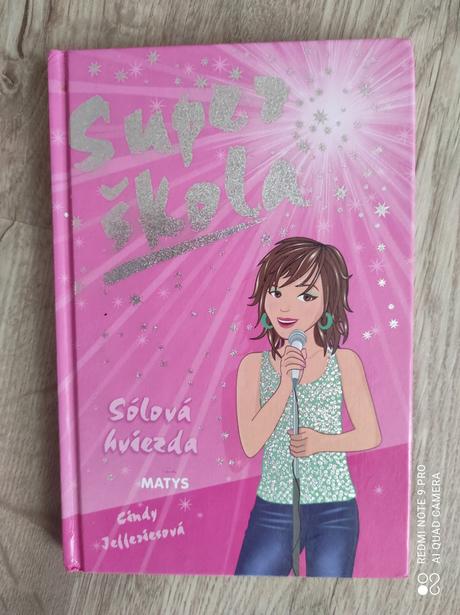 Super
škola
Sólová
hviezda
MATYS
Cindy
Jefferiesová
REDMI NOTE 9 PRO
AI QUAD CAMERA